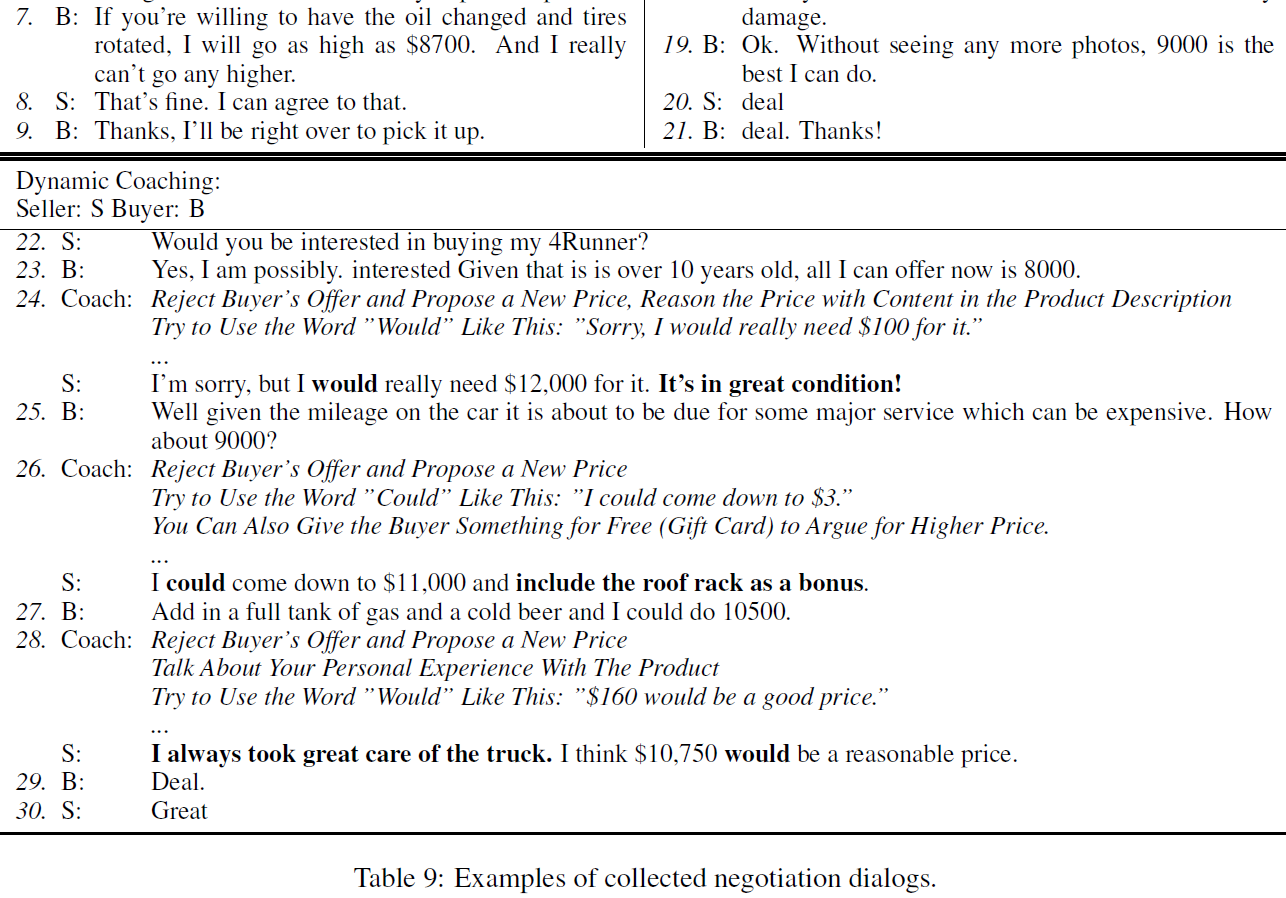 7. B: If you're willing to have the oil changed and tires
rotated, I will go as high as $8700. And I really
can't go any higher.
8. S: That's fine. I can agree to that.
9. B: Thanks, I'll be right over to pick it up.
damage.
19. B: Ok. Without seeing any more photos, 9000 is the
best I can do.
20. S: deal
21. B: deal. Thanks!
Dynamic Coaching:
Seller: S Buyer: B
22. S: Would you be interested in buying my 4Runner?
23. B: Yes, I am possibly. interested Given that is is over 10 years old, all I can offer now is 8000.
24. Coach: Reject Buyer's Offer and Propose a New Price, Reason the Price with Content in the Product Description
Try to Use the Word ”Would” Like This: ”Sorry, I would really need $100 for it.”
...
S: I'm sorry, but I would really need $12,000 for it. It's in great condition!
25. B: Well given the mileage on the car it is about to be due for some major service which can be expensive. How
about 9000?
26. Coach: Reject Buyer's Offer and Propose a New Price
Try to Use the Word ”Could” Like This: ”I could come down to $3.”
You Can Also Give the Buyer Something for Free (Gift Card) to Argue for Higher Price.
...
S: I could come down to $11,000 and include the roof rack as a bonus.
27. B: Add in a full tank of gas and a cold beer and I could do 10500.
28. Coach: Reject Buyer's Offer and Propose a New Price
Talk About Your Personal Experience With The Product
Try to Use the Word ”Would” Like This: ”$160 would be a good price.”
...
S: I always took great care of the truck. I think $10,750 would be a reasonable price.
29. B: Deal.
30. S: Great
Table 9: Examples of collected negotiation dialogs.